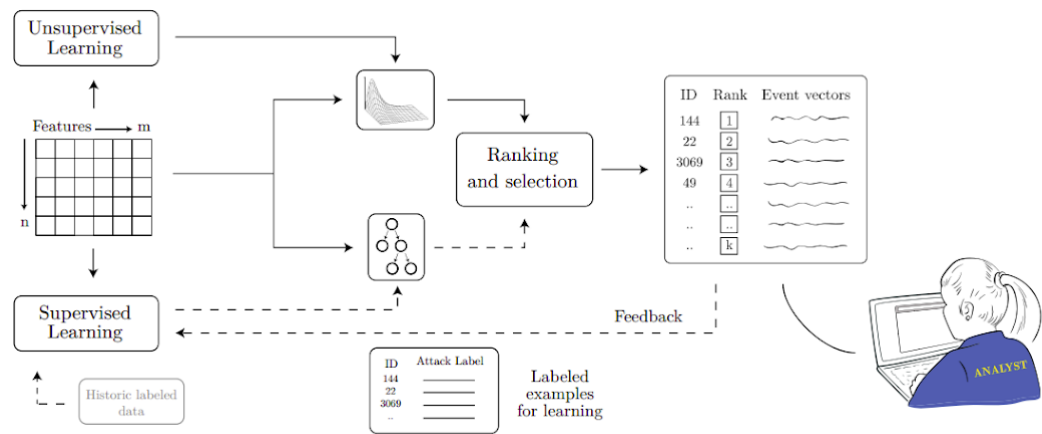 Unsupervised
Learning
Features m
n
Supervised
Learning
Historic labeled
data
Ranking
and selection
ID Rank Event vectors
144 1
22 2
3069 3
49 4
.. ..
.. ..
.. k
Feedback
ID Attack Label
144
22
3069
..
Labeled
examples
for learning
ANALYST